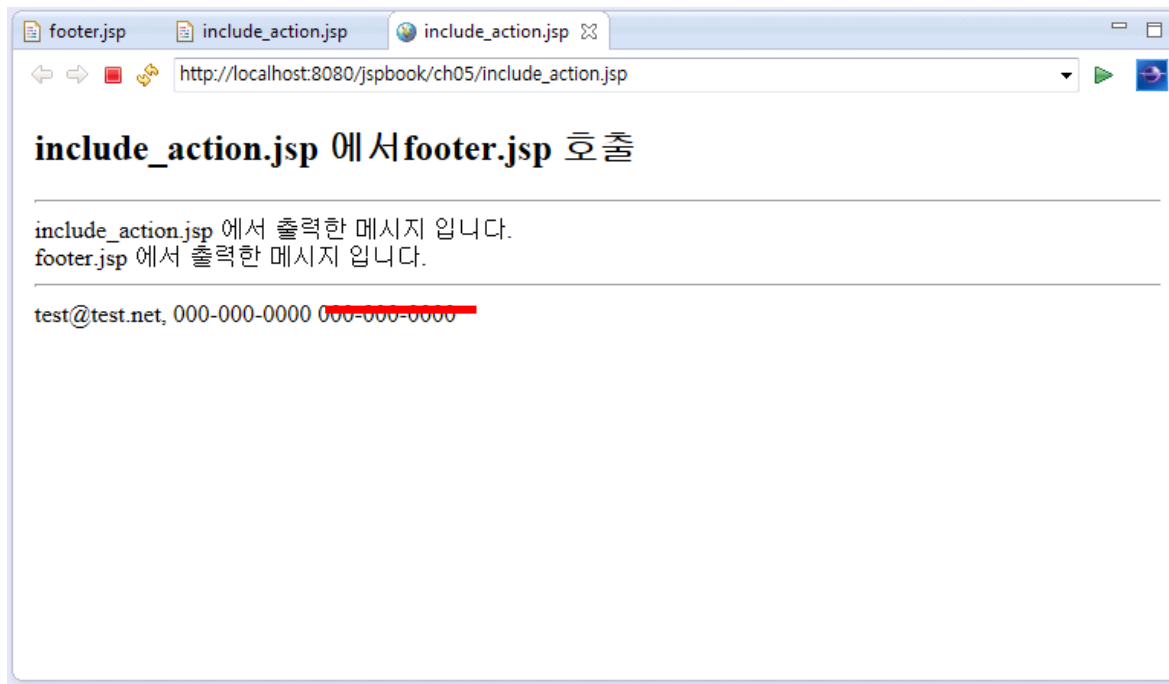 footer.jsp include_action.jsp include_action.jsp
http://localhost:8080/jspbook/ch05/include_action.jsp
include_action.jsp 에서footer.jsp 호출
include_action.jsp 에서 출력한 메시지 입니다.
footer.jsp 에서 출력한 메시지 입니다.
test@test.net, 000-000-0000 000-000-0000